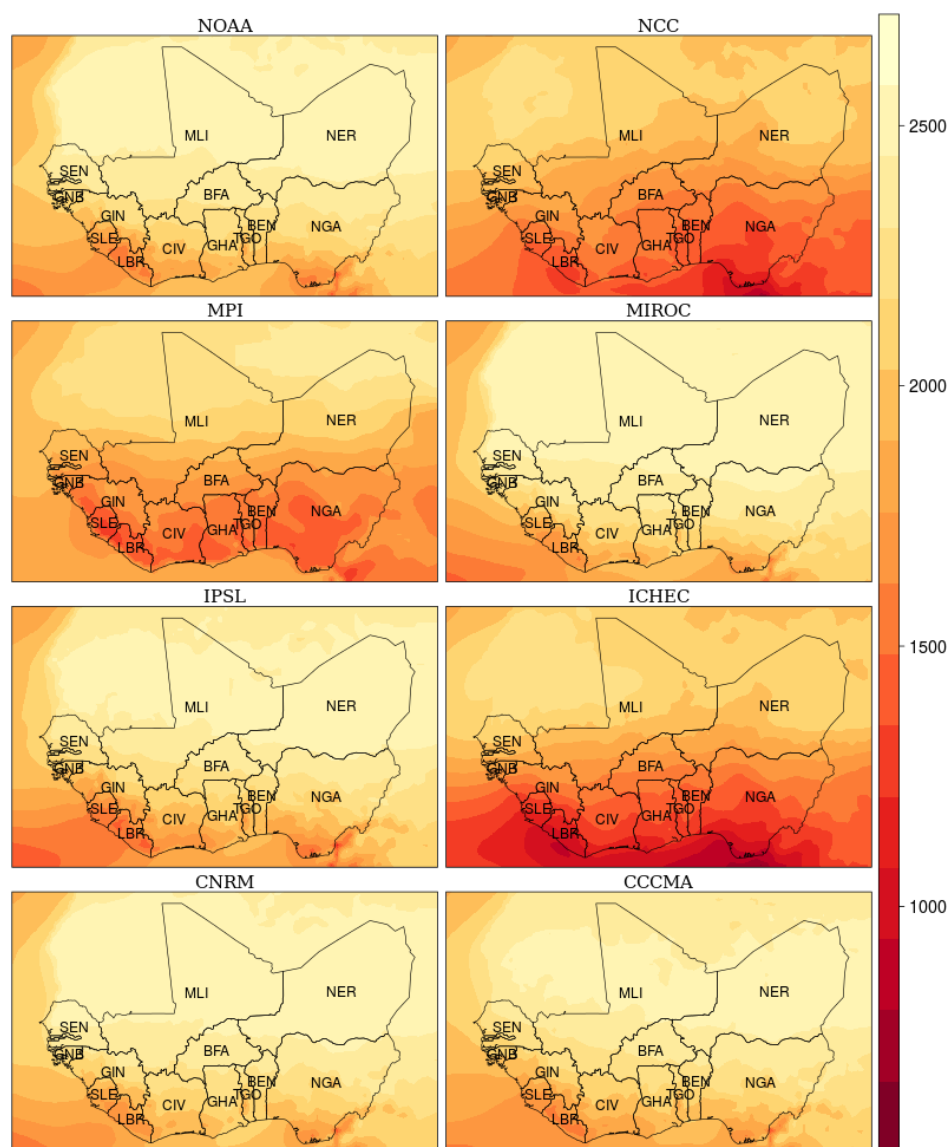 NOAA
NCC
MLI
NER
SEN
BFA
GNB
GIN
BEN
NGA
SLE
TGO
CIV
GHA
LBR
MLI
NER
SEN
BFA
GNB
GIN
BEN
NGA
SLE
TGO
CIV
GHA
LBR
2500
MPI
MIROC
MLI
NER
SEN
BFA
GNB
GIN
BEN
NGA
SLE
TGO
CIV
GHA
LBR
MLI
NER
SEN
BFA
GNB
GIN
BEN
NGA
SLE
TGO
CIV
GHA
LBR
2000
IPSL
ICHEC
MLI
NER
SEN
BFA
GNB
GIN
BEN
NGA
SLE
TGO
CIV
GHA
LBR
MLI
NER
SEN
BFA
GNB
GIN
BEN
NGA
SLE
TGO
CIV
GHA
LBR
1500
CNRM
CCCMA
MLI
NER
SEN
BFA
GNB
GIN
BEN
NGA
SLE
TGO
CIV
GHA
LBR
MLI
NER
SEN
BFA
GNB
GIN
BEN
NGA
SLE
TGO
CIV
GHA
LBR
1000